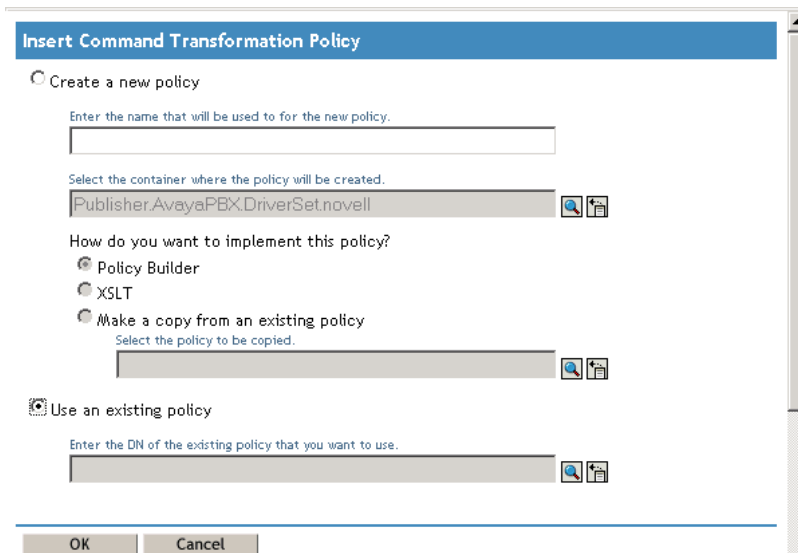 Insert Command Transformation Policy
Create a new policy
Enter the name that will be used to for the new policy.
Select the container where the policy will be created.
Publisher.AvayaPBX.DriverSet.novell
How do you want to implement this policy?
Policy Builder
XSLT
Make a copy from an existing policy
Select the policy to be copied.
Use an existing policy
Enter the DN of the existing policy that you want to use.
OK Cancel